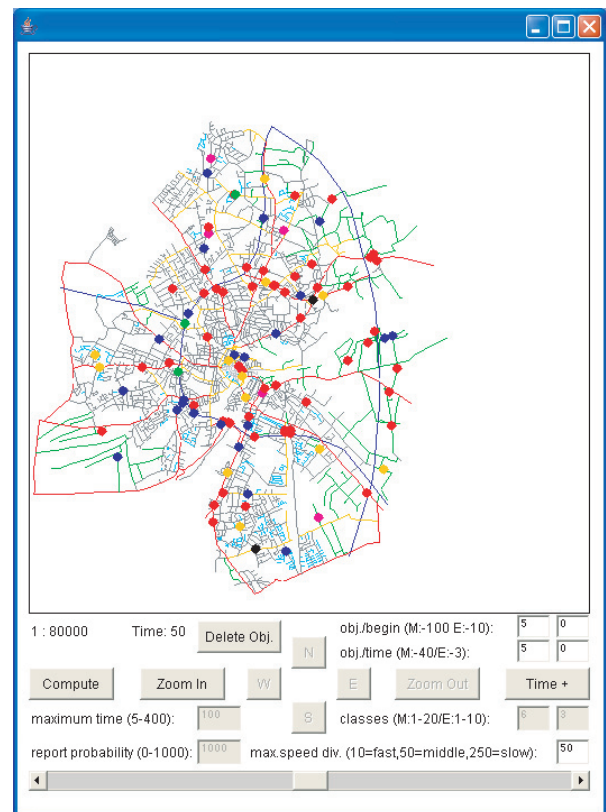 1 : 80000 Time: 50 Delete Obj. obj./begin (M:-100 E:-10): 5 0
N obj./time (M:-40/E:-3): 5 0
Compute Zoom In W E Zoom Out Time +
maximum time (5-400): 100 S classes (M:1-20/E:1-10): 6 3
report probability (0-1000): 1000 max.speed div. (10=fast,50=middle,250=slow): 50